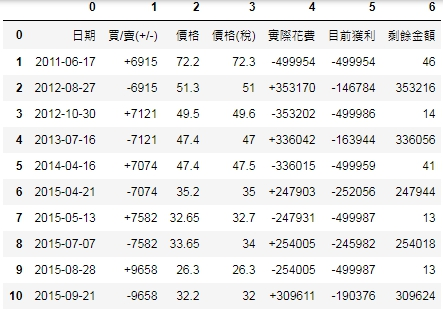 0 1 2 3 4 5 6
0 日期 買/賣(+/-) 價格 價格(稅) 實際花費 目前獲利 剩餘金額
1 2011-06-17 +6915 72.2 72.3 -499954 -499954 46
2 2012-08-27 -6915 51.3 51 +353170 -146784 353216
3 2012-10-30 +7121 49.5 49.6 -353202 -499986 14
4 2013-07-16 -7121 47.4 47 +336042 -163944 336056
5 2014-04-16 +7074 47.4 47.5 -336015 -499959 41
6 2015-04-21 -7074 35.2 35 +247903 -252056 247944
7 2015-05-13 +7582 32.65 32.7 -247931 -499987 13
8 2015-07-07 -7582 33.65 34 +254005 -245982 254018
9 2015-08-28 +9658 26.3 26.3 -254005 -499987 13
10 2015-09-21 -9658 32.2 32 +309611 -190376 309624